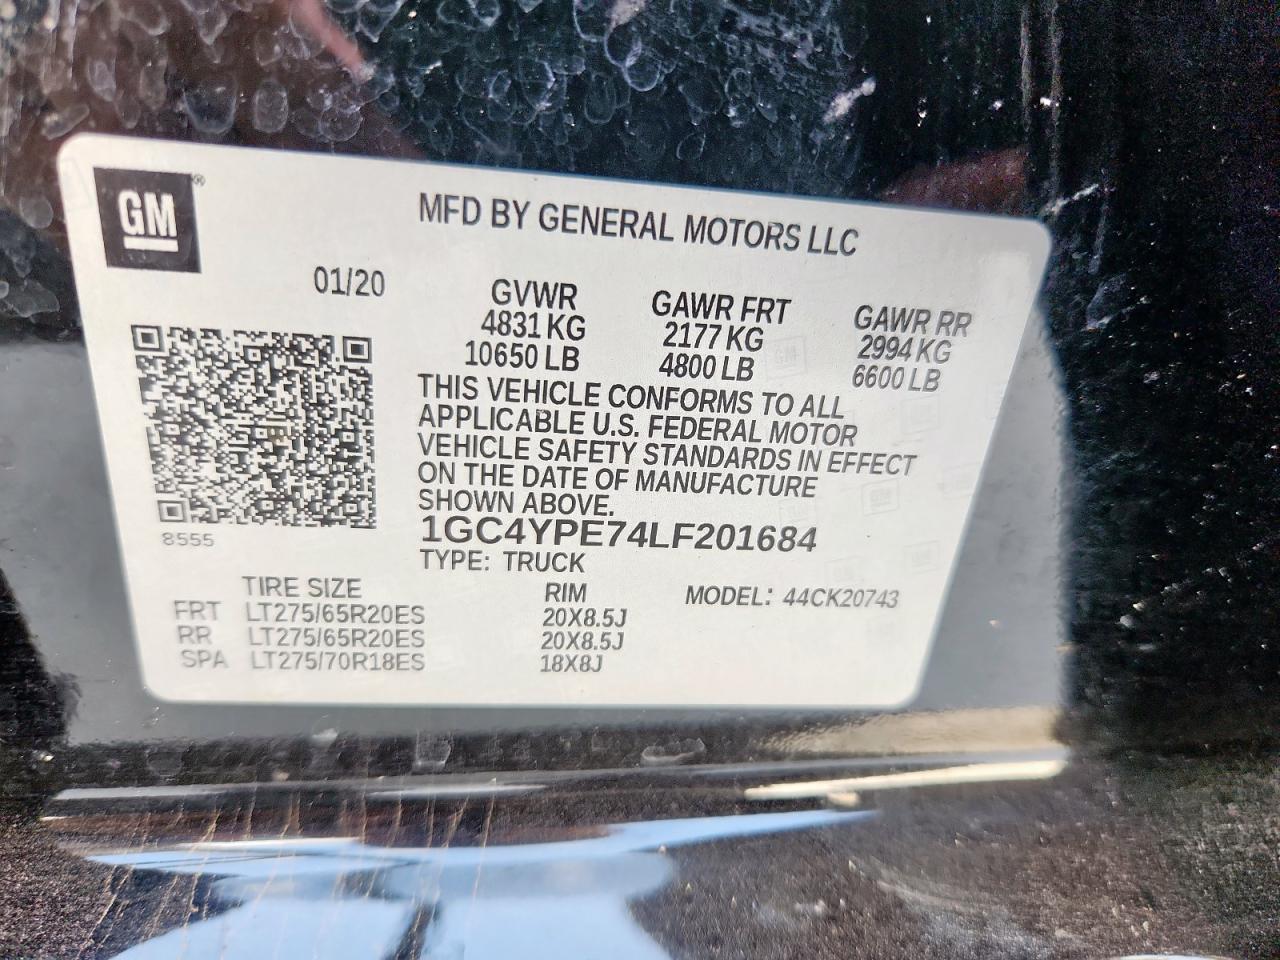 GM ®
MFD BY GENERAL MOTORS LLC
01/20
GVWR GAWR FRT GAWR RR
4831 KG 2177 KG 2994 KG
10650 LB 4800 LB 6600 LB
THIS VEHICLE CONFORMS TO ALL
APPLICABLE U.S. FEDERAL MOTOR
VEHICLE SAFETY STANDARDS IN EFFECT
ON THE DATE OF MANUFACTURE
SHOWN ABOVE.
1GC4YPE74LF201684
8555
TYPE: TRUCK
TIRE SIZE RIM MODEL: 44CK20743
FRT LT275/65R20ES 20X8.5J
RR LT275/65R20ES 20X8.5J
SPA LT275/70R18ES 18X8J